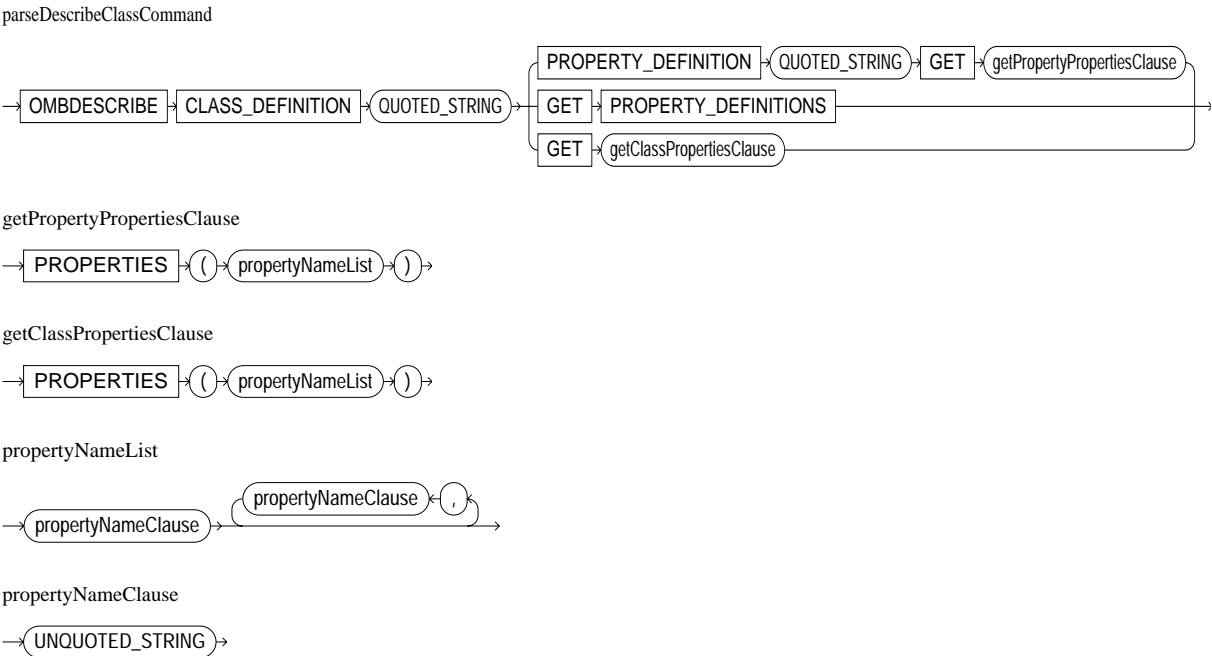 parseDescribeClassCommand
PROPERTY_DEFINITION QUOTED_STRING GET getPropertyPropertiesClause
OMBDESCRIBE CLASS_DEFINITION QUOTED_STRING GET PROPERTY_DEFINITIONS
GET getClassPropertiesClause
getPropertyPropertiesClause
PROPERTIES ( propertyNameList )
getClassPropertiesClause
PROPERTIES ( propertyNameList )
propertyNameList
propertyNameClause ,
propertyNameClause
propertyNameClause
UNQUOTED_STRING